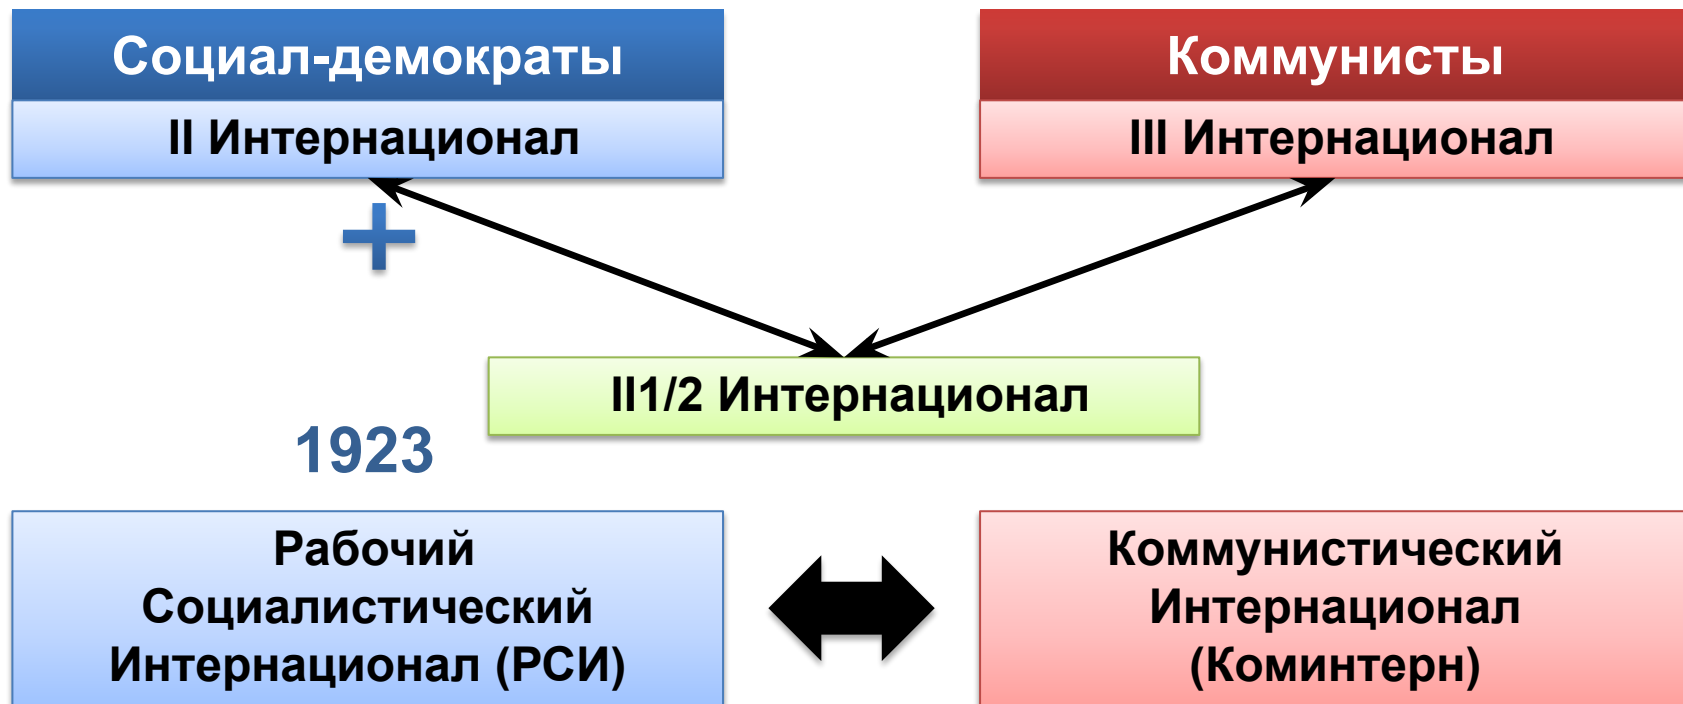 Социал-демократы
Коммунисты
II Интернационал
III Интернационал
+
II1/2 Интернационал
1923
Рабочий
Социалистический
Интернационал (РСИ)
Коммунистический
Интернационал
(Коминтерн)